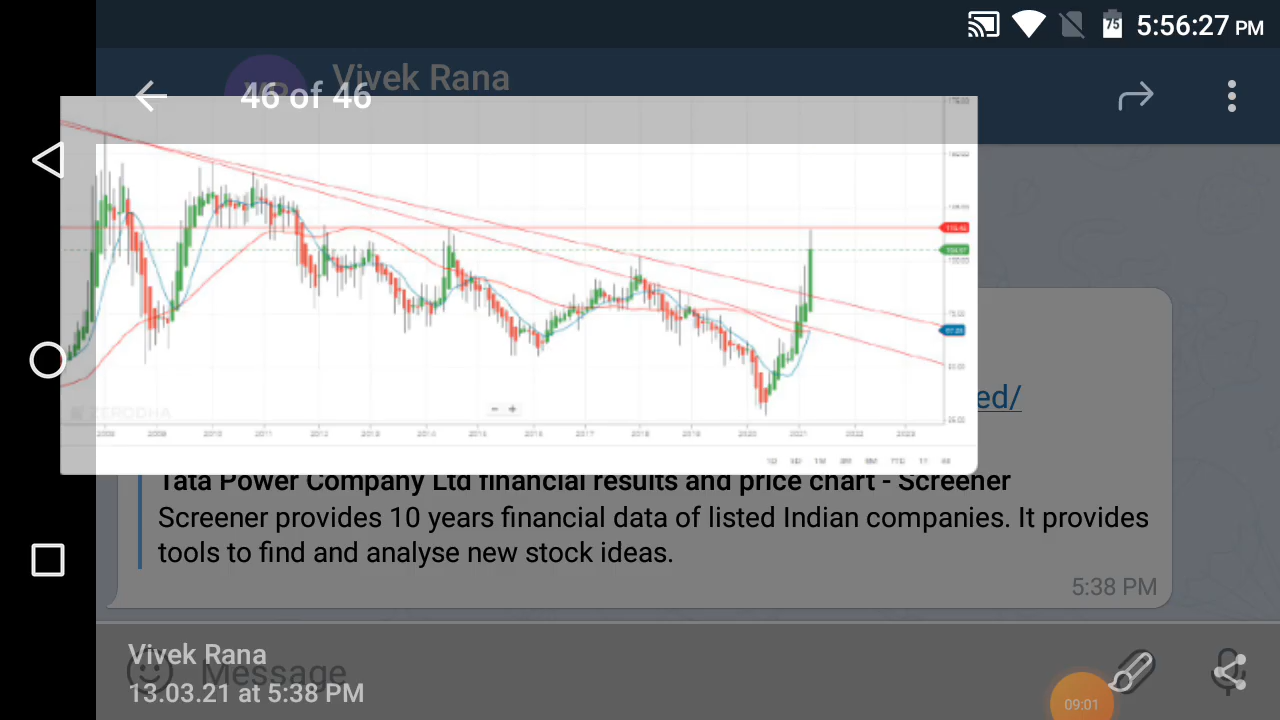 75 5:56:27 PM
Vivek Rana
46 of 46
ZERODHA
2008 2009 2010 2011 2012 2013 2014 2015 2016 2017 2018 2019 2020 2021 2022 2023
ed/
Tata Power Company Ltd financial results and price chart - Screener
Screener provides 10 years financial data of listed Indian companies. It provides
tools to find and analyse new stock ideas.
5:38 PM
Vivek Rana
Message
13.03.21 at 5:38 PM
09:01